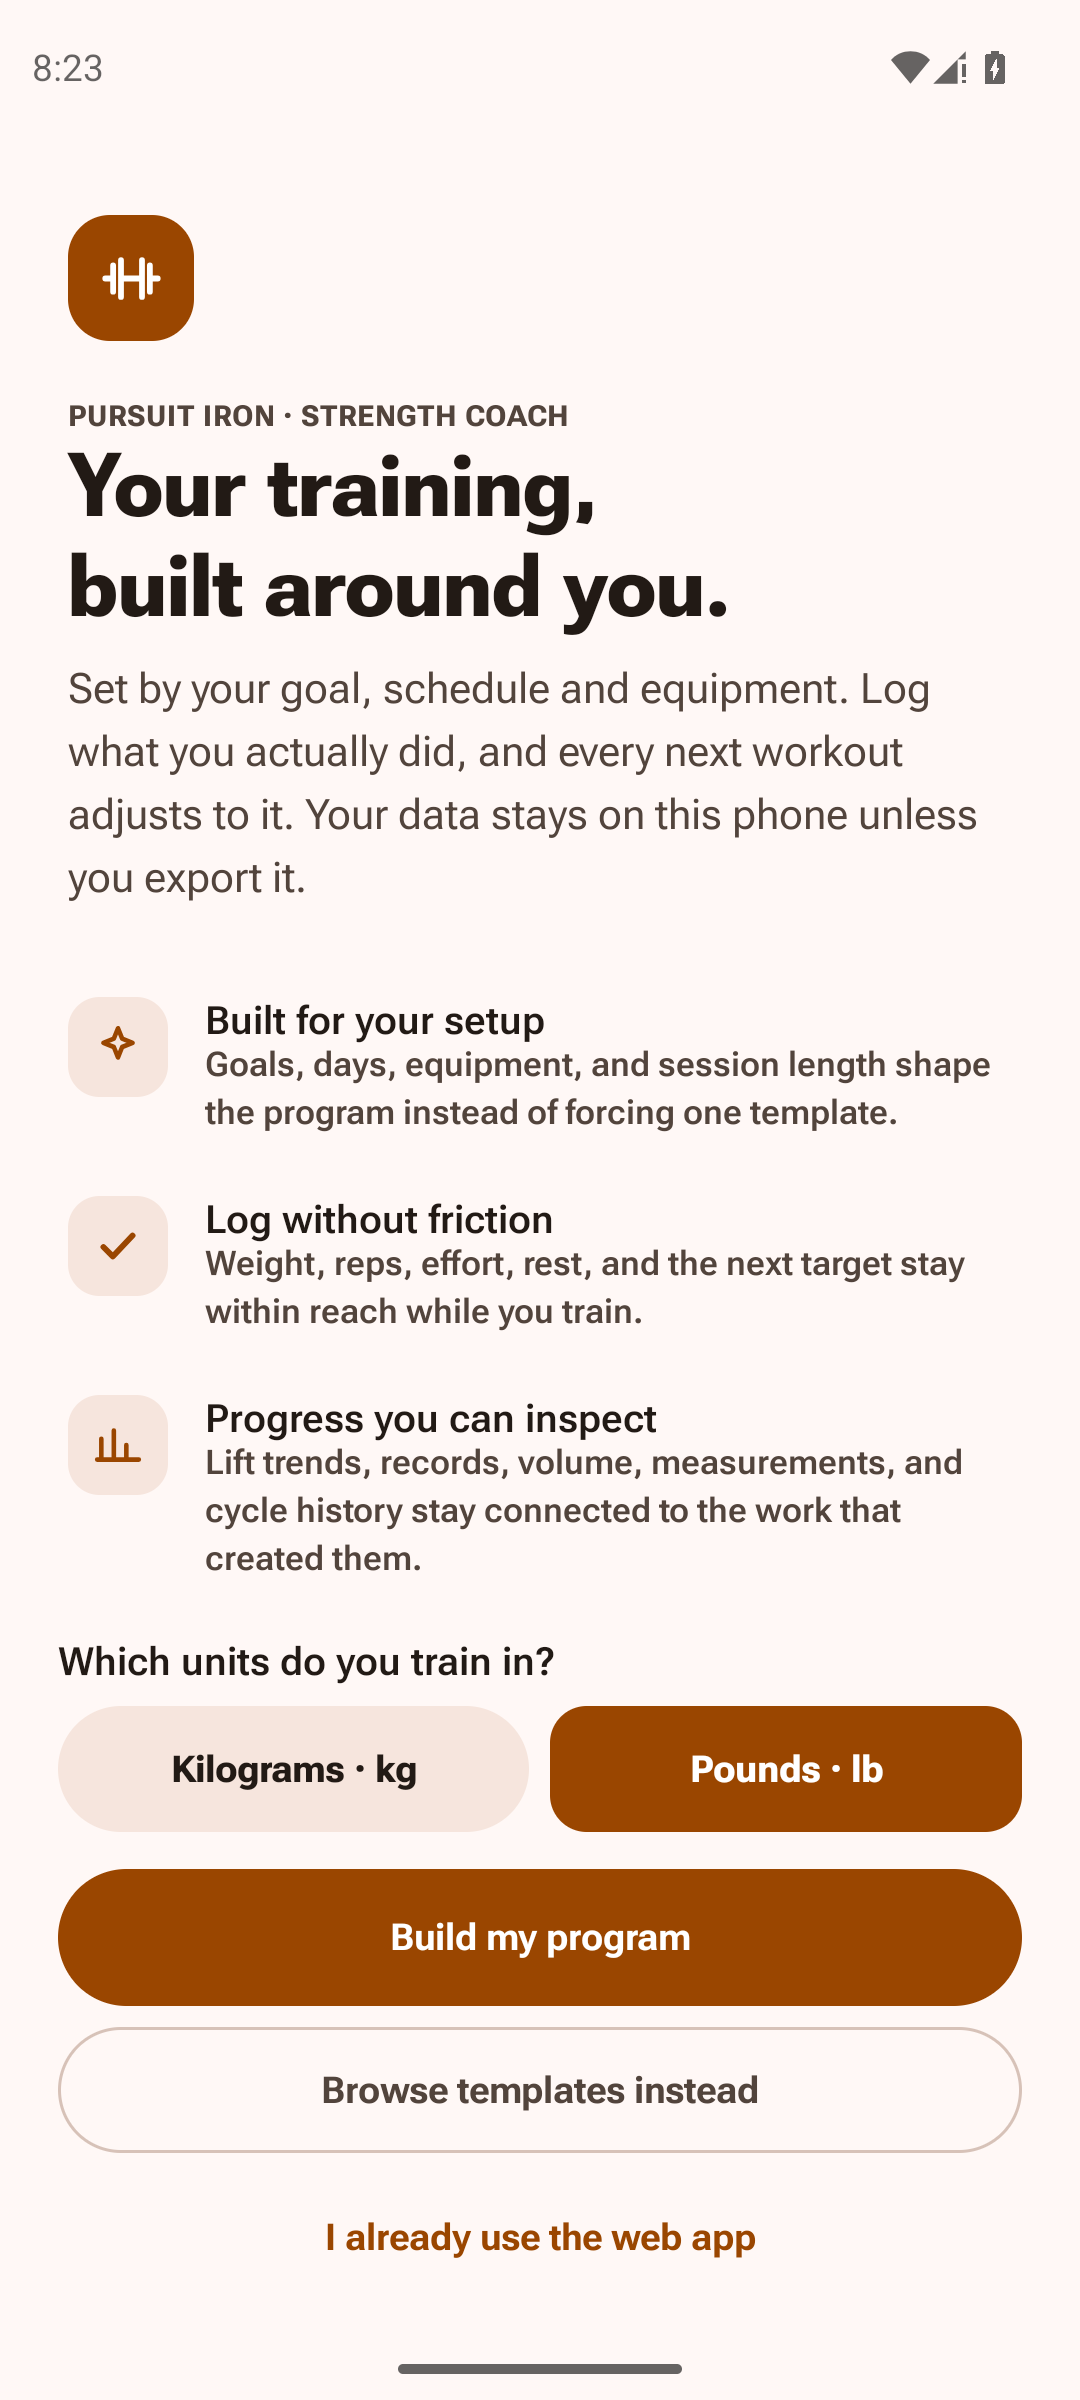 8:23
PURSUIT IRON · STRENGTH COACH
Your training,
built around you.
Set by your goal, schedule and equipment. Log
what you actually did, and every next workout
adjusts to it. Your data stays on this phone unless
you export it.
Built for your setup
Goals, days, equipment, and session length shape
the program instead of forcing one template.
Log without friction
Weight, reps, effort, rest, and the next target stay
within reach while you train.
Progress you can inspect
Lift trends, records, volume, measurements, and
cycle history stay connected to the work that
created them.
Which units do you train in?
Kilograms · kg
Pounds · lb
Build my program
Browse templates instead
I already use the web app